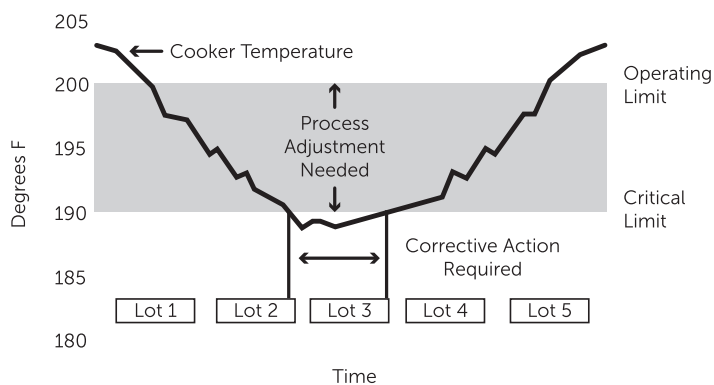 205
Cooker Temperature
200
Operating
Limit
Process
Adjustment
Needed
195
Degrees F
190
Critical
Limit
Corrective Action
Required
185
Lot 1
Lot 2
Lot 3
Lot 4
Lot 5
180
Time